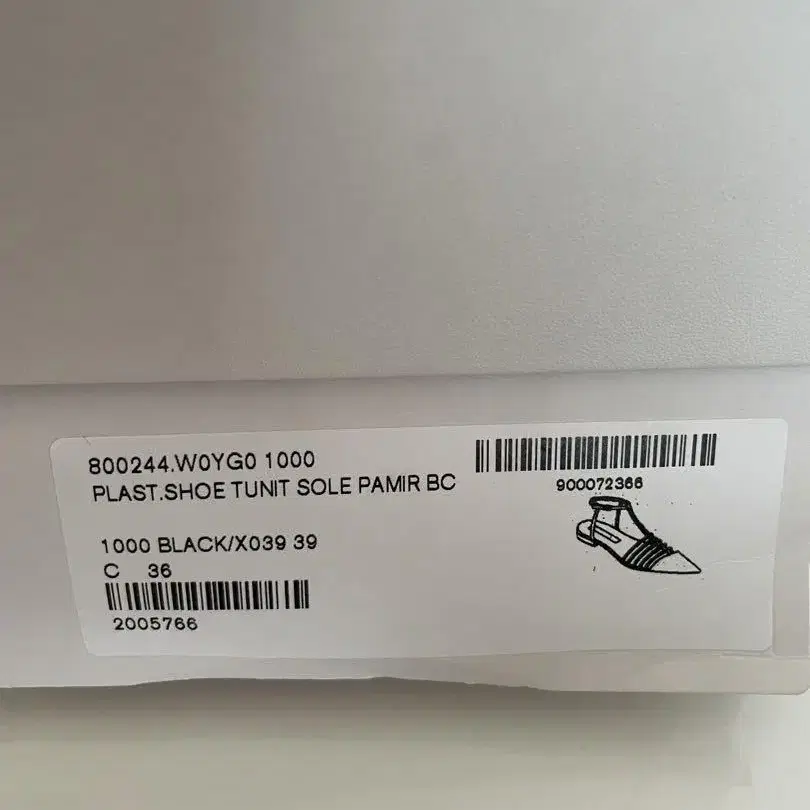 800244.W0YG0 1000
PLAST.SHOE TUNIT SOLE PAMIR BC
900072366
1000 BLACK/X039 39
C 36
2005766